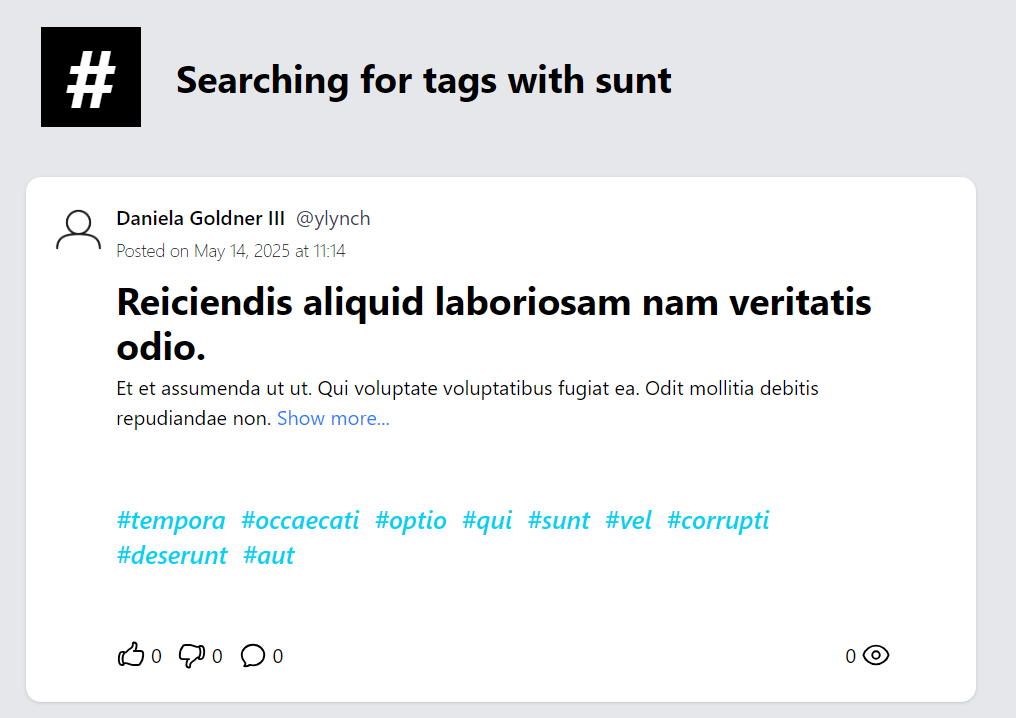 #
Searching for tags with sunt
Daniela Goldner III @ylynch
Posted on May 14, 2025 at 11:14
Reiciendis aliquid laboriosam nam veritatis
odio.
Et et assumenda ut ut. Qui voluptate voluptatibus fugiat ea. Odit mollitia debitis
repudiandae non. Show more...
#tempora #occaecati #optio #qui #sunt #vel #corrupti
#deserunt #aut
0 0 0 0